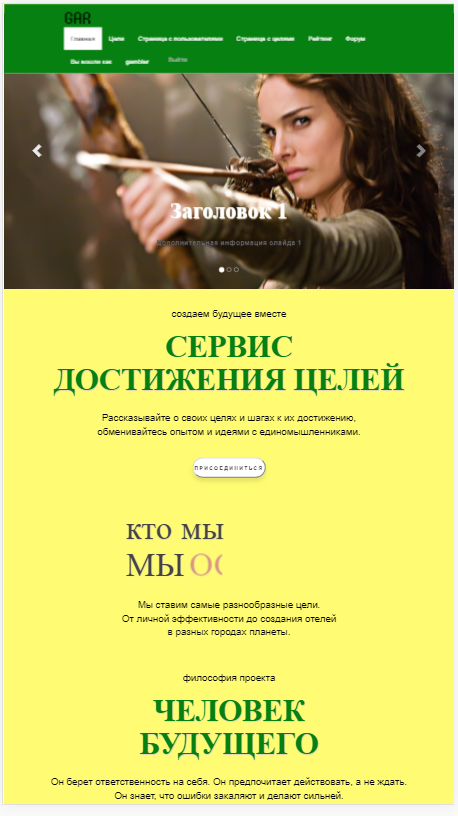 GAR
Главная Цели Страница с пользователями Страница с целями Рейтинг Форум
Вы вошли как gambler Выйти
Заголовок 1
Дополнительная информация слайда 1
создаем будущее вместе
СЕРВИС
ДОСТИЖЕНИЯ ЦЕЛЕЙ
Рассказывайте о своих целях и шагах к их достижению,
обменивайтесь опытом и идеями с единомышленниками.
ПРИСОЕДИНИТЬСЯ
кто мы
МЫ
Мы ставим самые разнообразные цели.
От личной эффективности до создания отелей
в разных городах планеты.
философия проекта
ЧЕЛОВЕК
БУДУЩЕГО
Он берет ответственность на себя. Он предпочитает действовать, а не ждать.
Он знает, что ошибки закаляют и делают сильней.